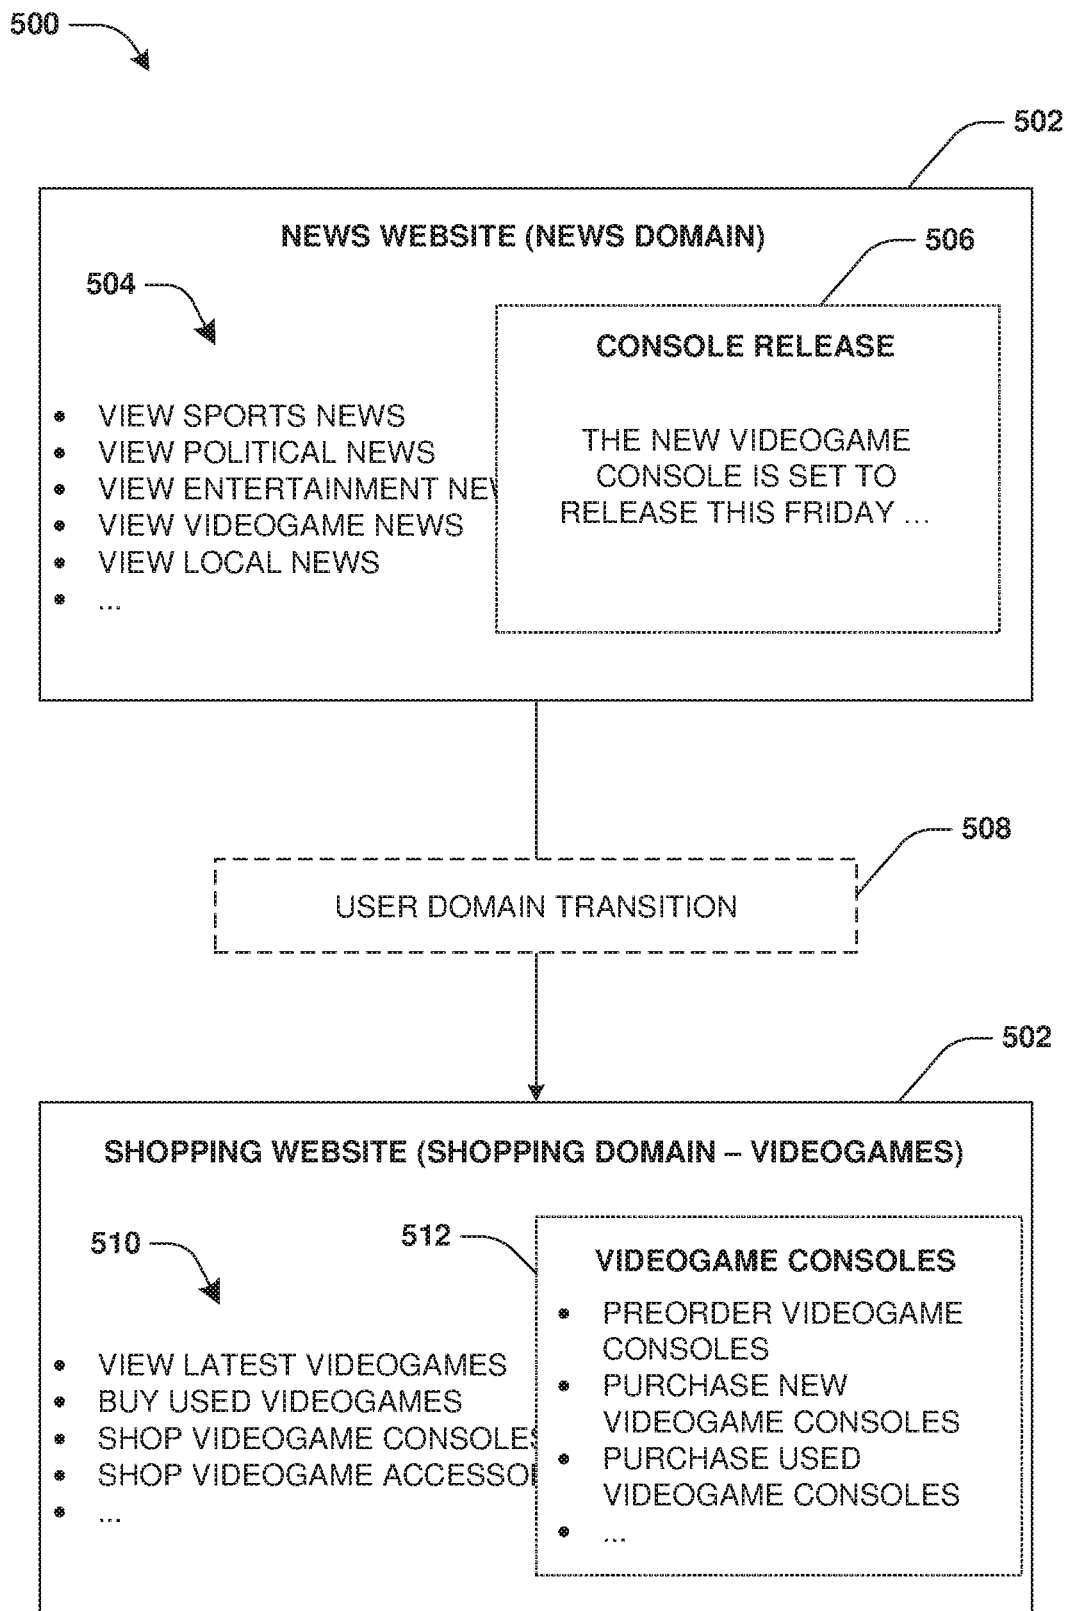 500
502
NEWS WEBSITE (NEWS DOMAIN)
506
504
CONSOLE RELEASE
THE NEW VIDEOGAME
CONSOLE IS SET TO
RELEASE THIS FRIDAY ...
• VIEW SPORTS NEWS
• VIEW POLITICAL NEWS
• VIEW ENTERTAINMENT NEW
• VIEW VIDEOGAME NEWS
• VIEW LOCAL NEWS
• ...
508
USER DOMAIN TRANSITION
502
SHOPPING WEBSITE (SHOPPING DOMAIN – VIDEOGAMES)
510
• VIEW LATEST VIDEOGAMES
• BUY USED VIDEOGAMES
• SHOP VIDEOGAME CONSOLES
• SHOP VIDEOGAME ACCESSO
• ...
512
VIDEOGAME CONSOLES
• PREORDER VIDEOGAME
CONSOLES
• PURCHASE NEW
VIDEOGAME CONSOLES
• PURCHASE USED
VIDEOGAME CONSOLES
• ...